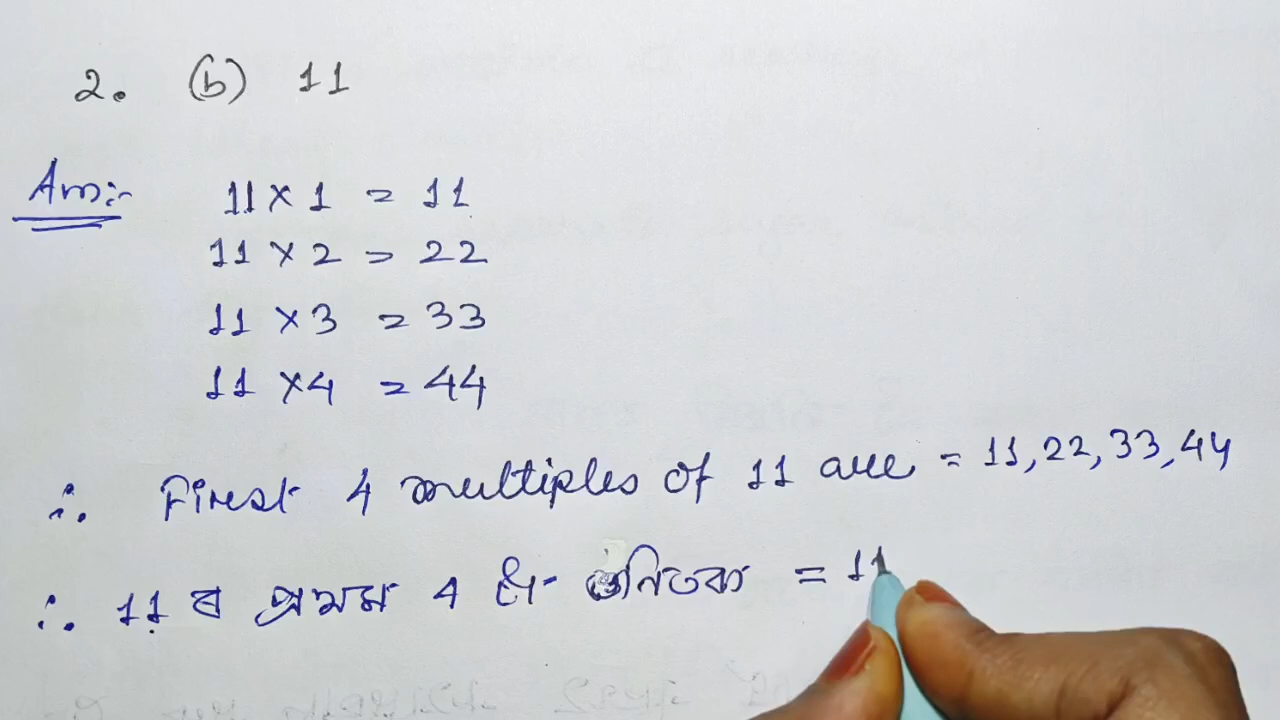 2. (b) 11
Ans:-
11 × 1 = 11
11 × 2 = 22
11 × 3 = 33
11 × 4 = 44
∴ First 4 multiples of 11 are = 11, 22, 33, 44
∴ 11 ৰ প্ৰথম 4 টা গুণিতক = 11